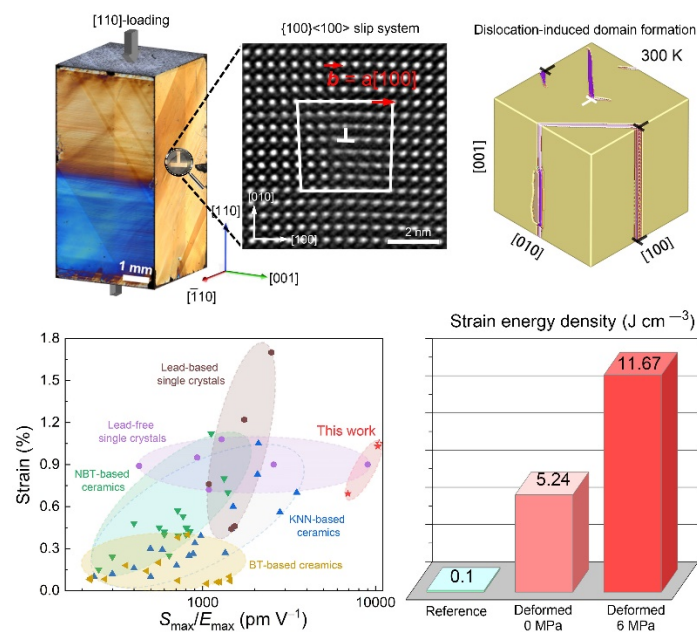 [110]-loading
{100}<100> slip system
b = a[100]
[010]
[100]
2 nm
1 mm
[110]
[001]
[1̅10]
Dislocation-induced domain formation
300 K
[001]
[010]
[100]
Strain (%)
1.8
1.5
1.2
0.9
0.6
0.3
0.0
Lead-based
single crystals
Lead-free
single crystals
This work
NBT-based
ceramics
KNN-based
ceramics
BT-based creamics
1000
10000
Smax/Emax (pm V−1)
Strain energy density (J cm−3)
11.67
5.24
0.1
Reference
Deformed
0 MPa
Deformed
6 MPa